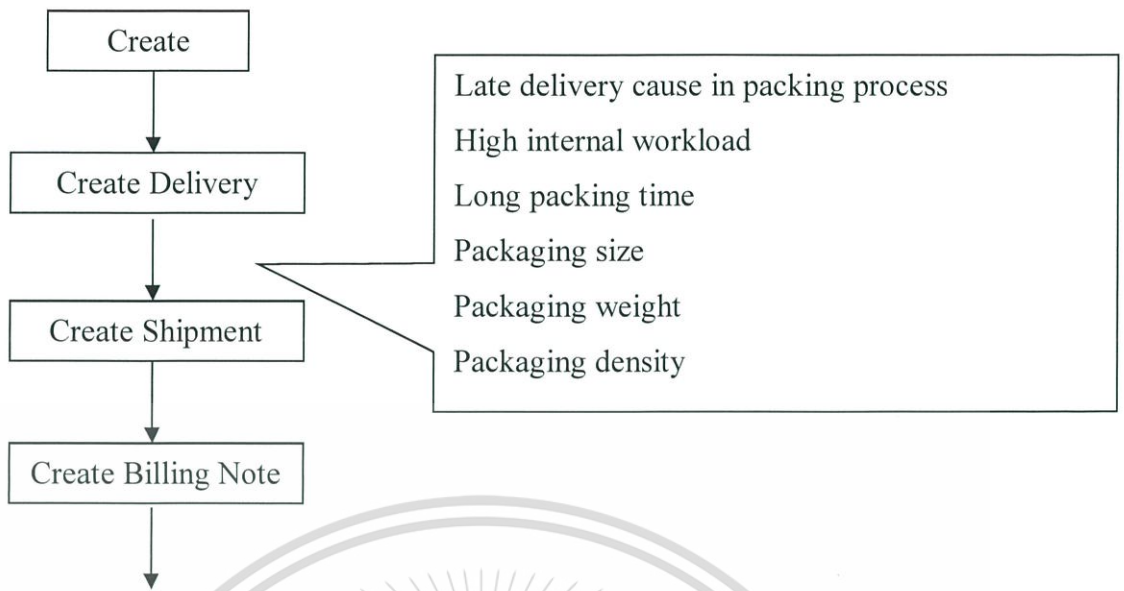 Create
Create Delivery
Create Shipment
Create Billing Note
Late delivery cause in packing process
High internal workload
Long packing time
Packaging size
Packaging weight
Packaging density